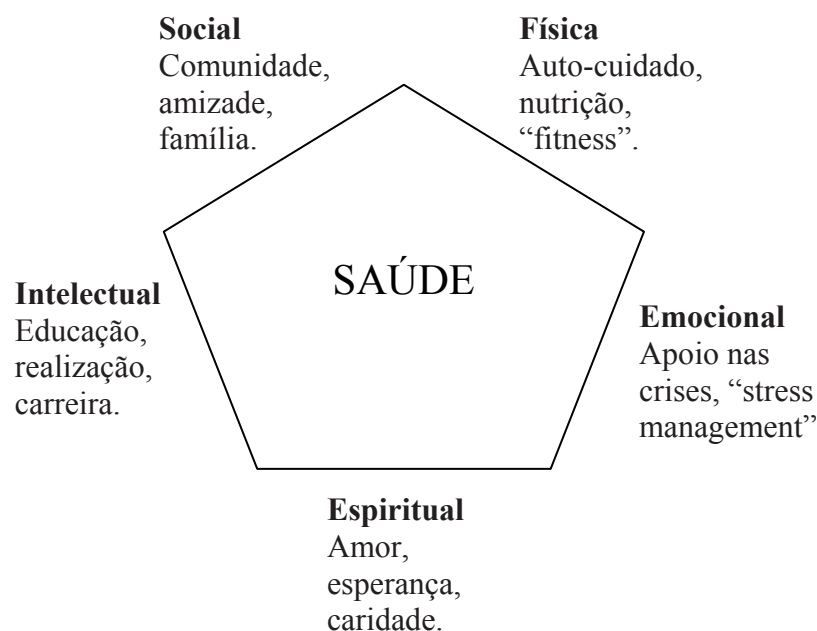 Social
Comunidade,
amizade,
família.
Física
Auto-cuidado,
nutrição,
“fitness”.
SAÚDE
Intelectual
Educação,
realização,
carreira.
Emocional
Apoio nas
crises, “stress
management”
Espiritual
Amor,
esperança,
caridade.